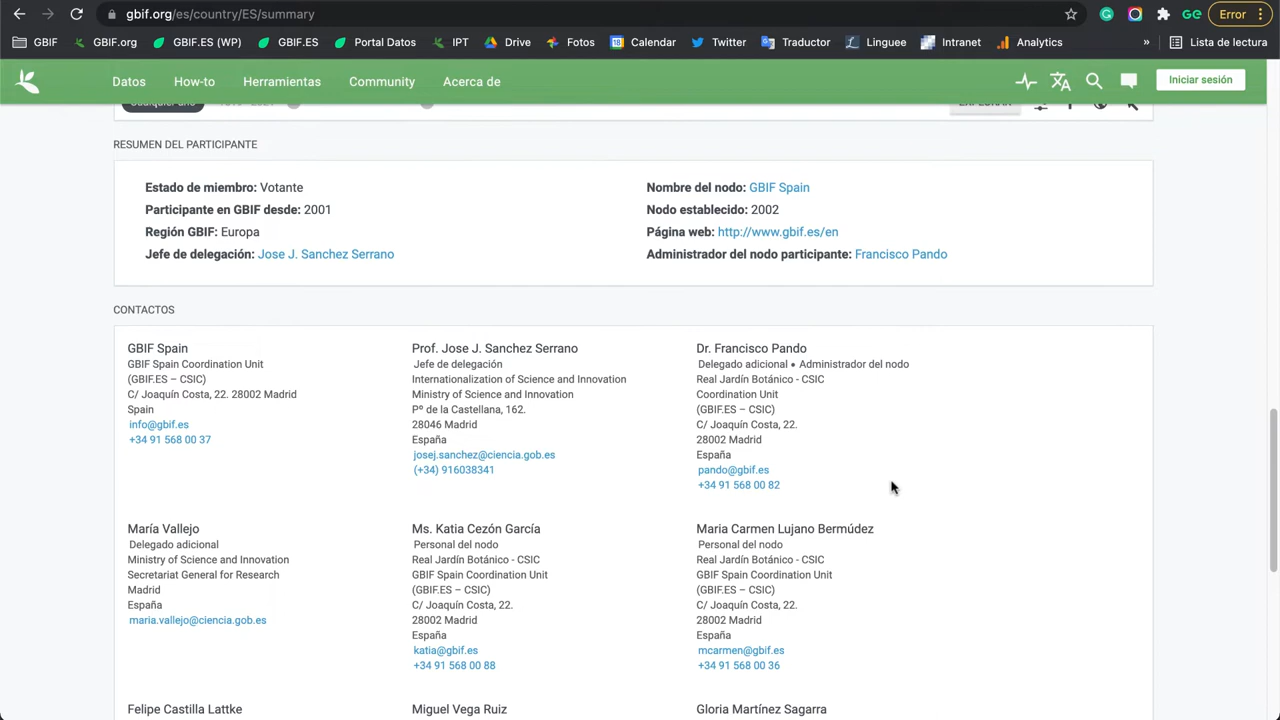 gbif.org/es/country/ES/summary
Error
GBIF
GBIF.org
GBIF.ES (WP)
GBIF.ES
Portal Datos
IPT
Drive
Fotos
Calendar
Twitter
Traductor
Linguee
Intranet
Analytics
»
Lista de lectura
Datos
How-to
Herramientas
Community
Acerca de
Iniciar sesión
RESUMEN DEL PARTICIPANTE
Estado de miembro: Votante
Participante en GBIF desde: 2001
Región GBIF: Europa
Jefe de delegación: Jose J. Sanchez Serrano
Nombre del nodo: GBIF Spain
Nodo establecido: 2002
Página web: http://www.gbif.es/en
Administrador del nodo participante: Francisco Pando
CONTACTOS
GBIF Spain
GBIF Spain Coordination Unit
(GBIF.ES – CSIC)
C/ Joaquín Costa, 22. 28002 Madrid
Spain
info@gbif.es
+34 91 568 00 37
Prof. Jose J. Sanchez Serrano
Jefe de delegación
Internationalization of Science and Innovation
Ministry of Science and Innovation
Pº de la Castellana, 162.
28046 Madrid
España
josej.sanchez@ciencia.gob.es
(+34) 916038341
Dr. Francisco Pando
Delegado adicional • Administrador del nodo
Real Jardín Botánico - CSIC
Coordination Unit
(GBIF.ES – CSIC)
C/ Joaquín Costa, 22.
28002 Madrid
España
pando@gbif.es
+34 91 568 00 82
María Vallejo
Delegado adicional
Ministry of Science and Innovation
Secretariat General for Research
Madrid
España
maria.vallejo@ciencia.gob.es
Ms. Katia Cezón García
Personal del nodo
Real Jardín Botánico - CSIC
GBIF Spain Coordination Unit
(GBIF.ES – CSIC)
C/ Joaquín Costa, 22.
28002 Madrid
España
katia@gbif.es
+34 91 568 00 88
Maria Carmen Lujano Bermúdez
Personal del nodo
Real Jardín Botánico - CSIC
GBIF Spain Coordination Unit
(GBIF.ES – CSIC)
C/ Joaquín Costa, 22.
28002 Madrid
España
mcarmen@gbif.es
+34 91 568 00 36
Felipe Castilla Lattke
Miguel Vega Ruiz
Gloria Martínez Sagarra